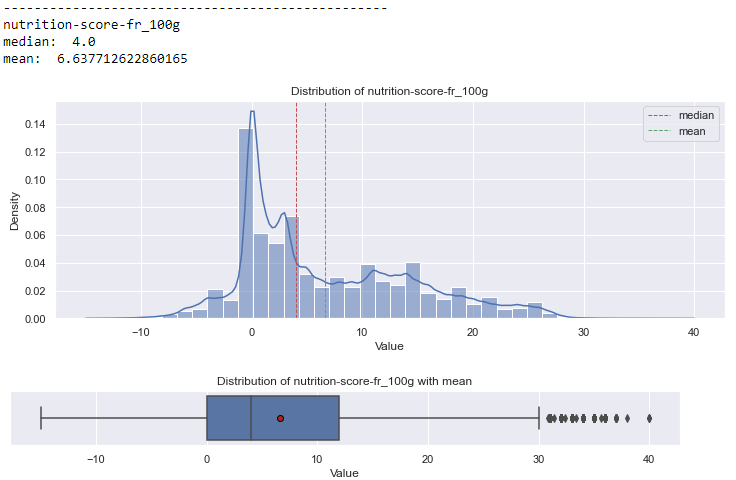 ------------------------------------------------
nutrition-score-fr_100g
median:  4.0
mean:  6.637712622860165
Distribution of nutrition-score-fr_100g
median
mean
0.14
0.12
0.10
0.08
0.06
0.04
0.02
0.00
Density
−10 0 10 20 30 40
Value
Distribution of nutrition-score-fr_100g with mean
−10 0 10 20 30 40
Value